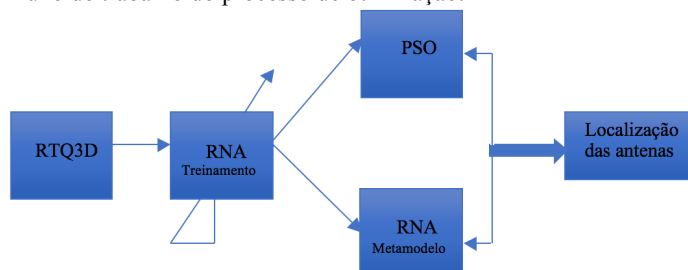 PSO
RTQ3D
RNA
Treinamento
Localização
das antenas
RNA
Metamodelo